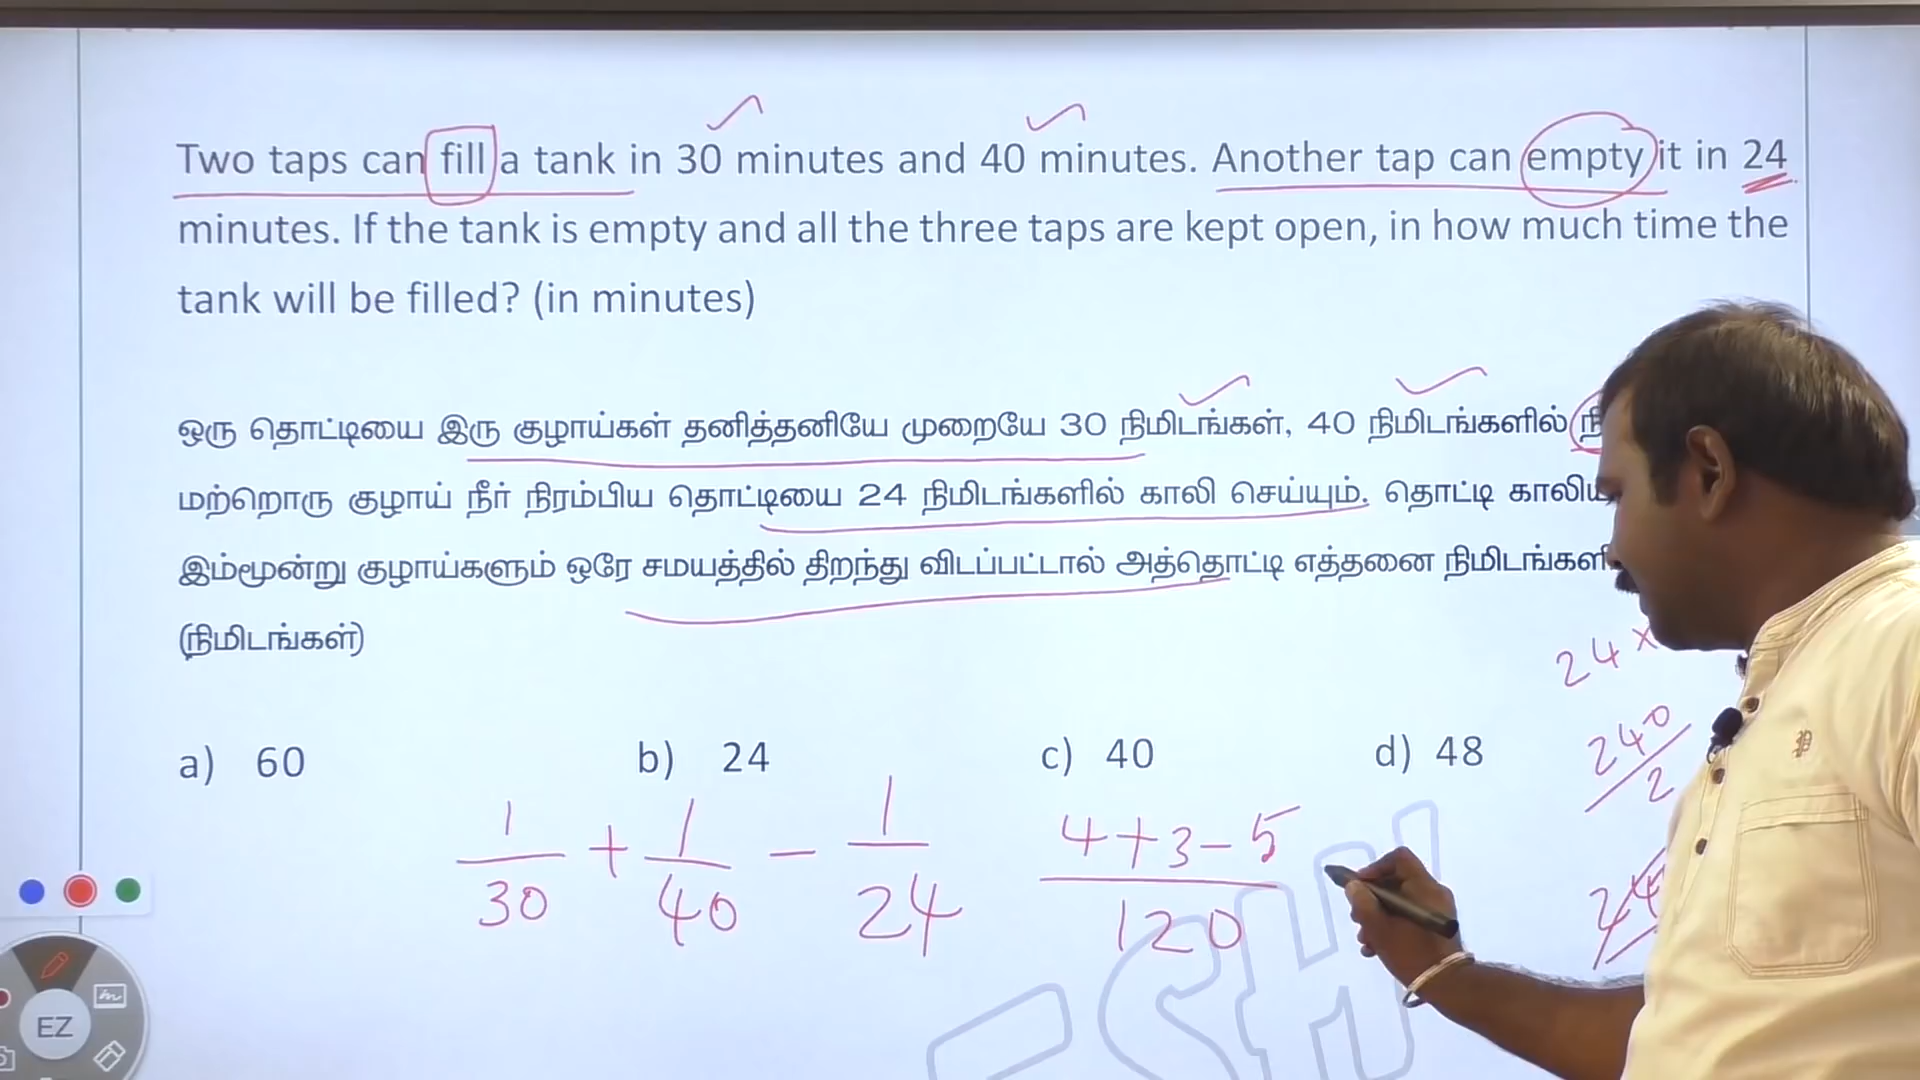 Two taps can fill a tank in 30 minutes and 40 minutes. Another tap can empty it in 24
minutes. If the tank is empty and all the three taps are kept open, in how much time the
tank will be filled? (in minutes)
ஒரு தொட்டியை இரு குழாய்கள் தனித்தனியே முறையே 30 நிமிடங்கள், 40 நிமிடங்களில்
மற்றொரு குழாய் நீர் நிரம்பிய தொட்டியை 24 நிமிடங்களில் காலி செய்யும். தொட்டி
இம்மூன்று குழாய்களும் ஒரே சமயத்தில் திறந்து விடப்பட்டால் அத்தொட்டி எத்தனை
(நிமிடங்கள்)
24 ×
240
2
a) 60 b) 24 c) 40 d) 48
1/30 + 1/40 - 1/24 4+3-5/120
EZ